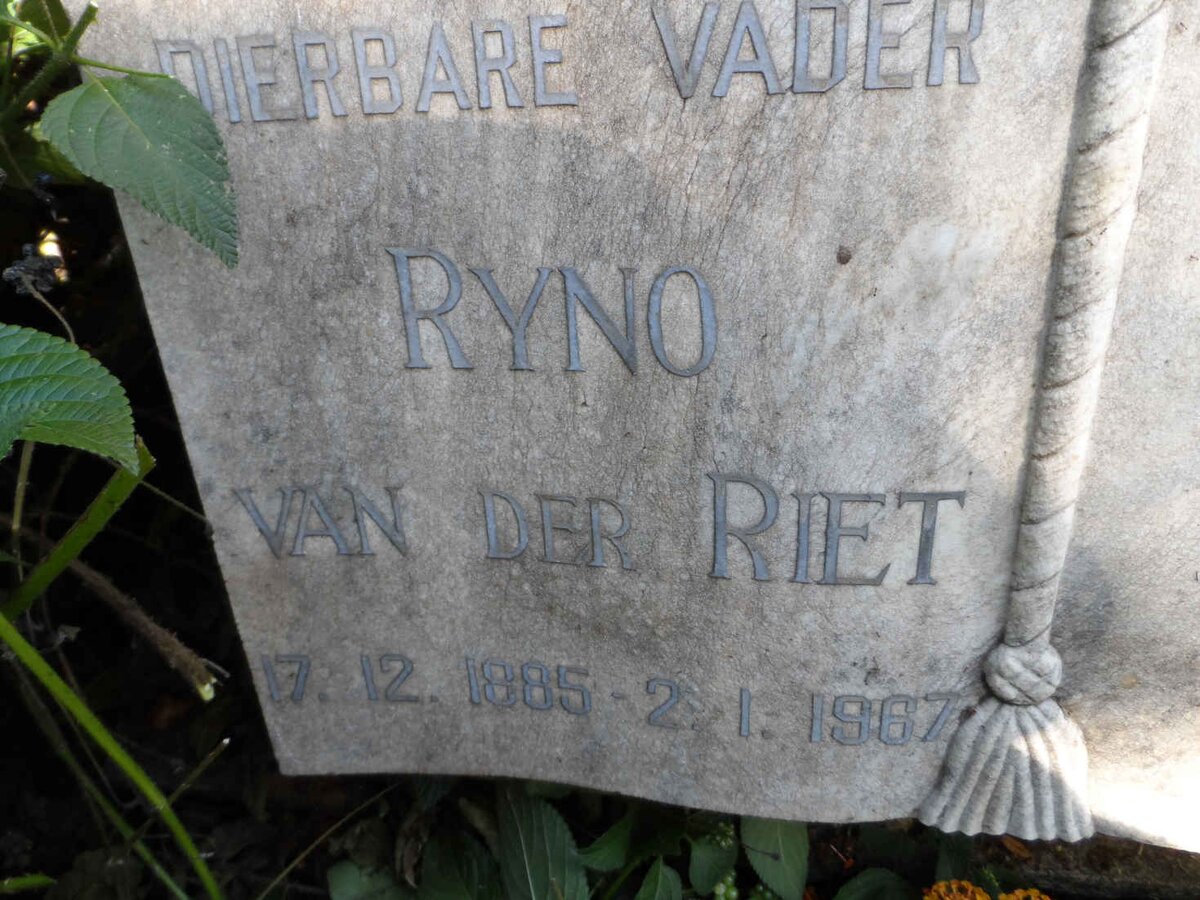 DIERBARE VADER
RYNO
VAN DER RIET
17. 12. 1885 - 2. 1. 1967